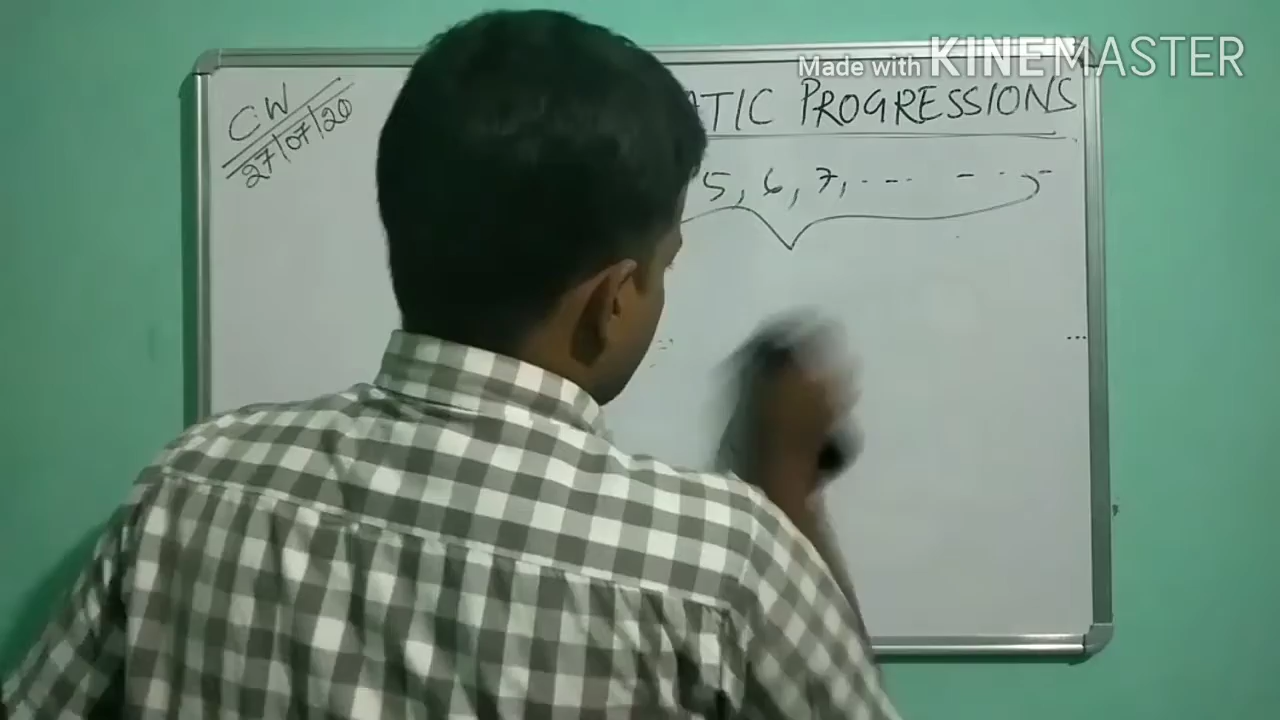 Made with KINEMASTER
C.W
27/07/20
ATIC PROGRESSIONS
5, 6, 7, ..... - - . -